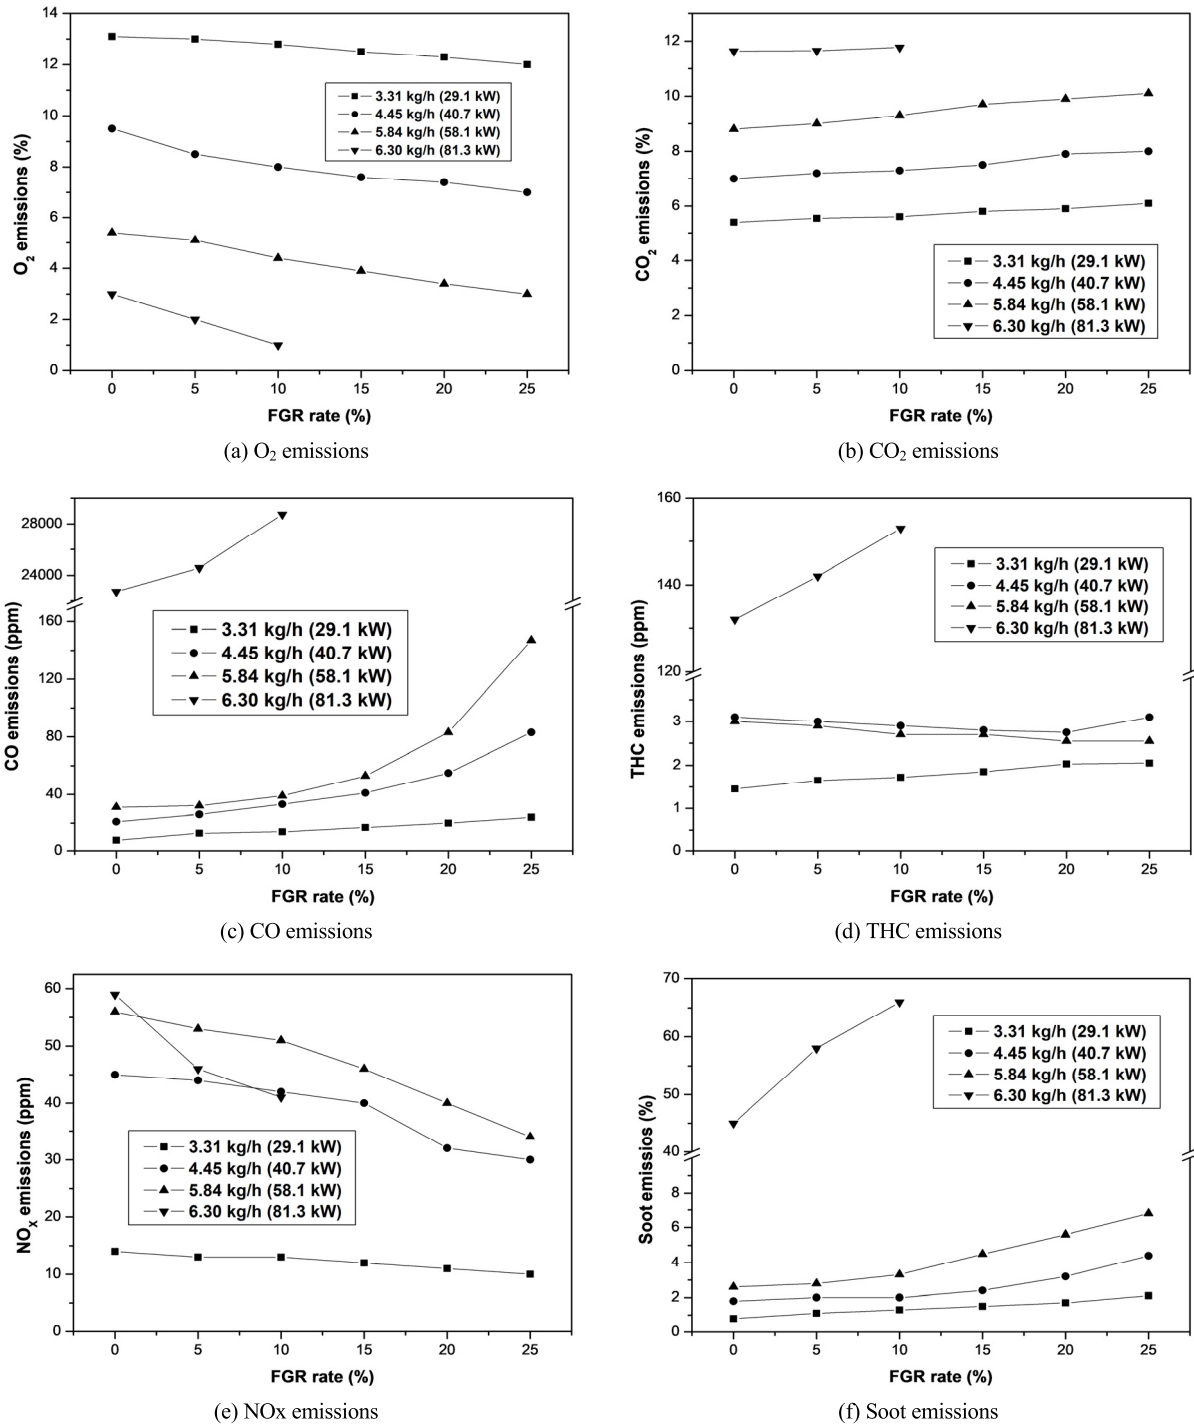 14
12
10
8
6
4
2
0
O2 emissions (%)
3.31 kg/h (29.1 kW)
4.45 kg/h (40.7 kW)
5.84 kg/h (58.1 kW)
6.30 kg/h (81.3 kW)
0 5 10 15 20 25
FGR rate (%)
(a) O2 emissions
12
10
8
6
4
2
0
CO2 emissions (%)
3.31 kg/h (29.1 kW)
4.45 kg/h (40.7 kW)
5.84 kg/h (58.1 kW)
6.30 kg/h (81.3 kW)
0 5 10 15 20 25
FGR rate (%)
(b) CO2 emissions
28000
24000
160
120
80
40
0
CO emissions (ppm)
3.31 kg/h (29.1 kW)
4.45 kg/h (40.7 kW)
5.84 kg/h (58.1 kW)
6.30 kg/h (81.3 kW)
0 5 10 15 20 25
FGR rate (%)
(c) CO emissions
160
140
120
3
2
1
0
THC emissions (ppm)
3.31 kg/h (29.1 kW)
4.45 kg/h (40.7 kW)
5.84 kg/h (58.1 kW)
6.30 kg/h (81.3 kW)
0 5 10 15 20 25
FGR rate (%)
(d) THC emissions
60
50
40
30
20
10
0
NOX emissions (ppm)
3.31 kg/h (29.1 kW)
4.45 kg/h (40.7 kW)
5.84 kg/h (58.1 kW)
6.30 kg/h (81.3 kW)
0 5 10 15 20 25
FGR rate (%)
(e) NOx emissions
70
60
50
40
8
6
4
2
0
Soot emissios (%)
3.31 kg/h (29.1 kW)
4.45 kg/h (40.7 kW)
5.84 kg/h (58.1 kW)
6.30 kg/h (81.3 kW)
0 5 10 15 20 25
FGR rate (%)
(f) Soot emissions